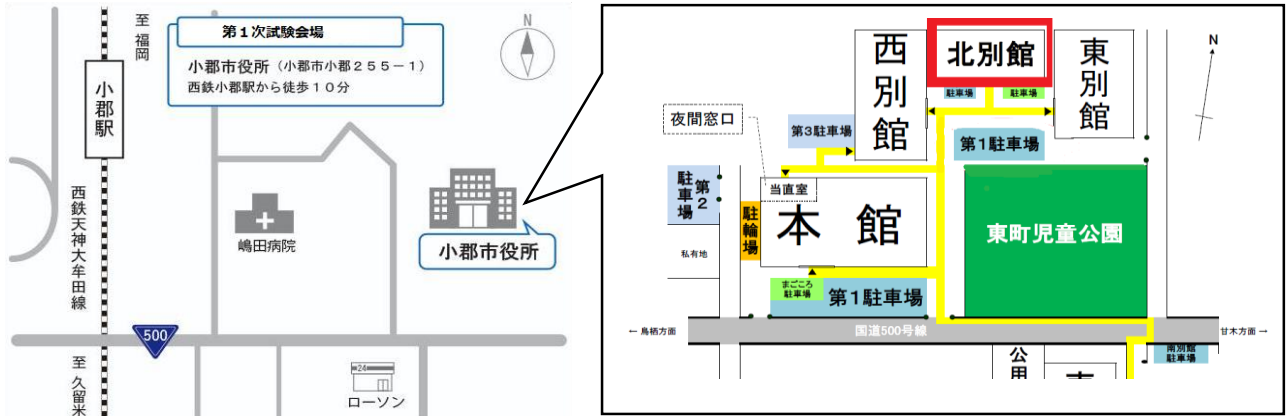 至 福岡
第1次試験会場
小郡市役所（小郡市小郡255−1）
西鉄小郡駅から徒歩10分
N
小郡駅
西鉄天神大牟田線
嶋田病院
小郡市役所
500
至 久留米
24
ローソン
西別館
北別館
東別館
N
駐車場
駐車場
夜間窓口
第3駐車場
第1駐車場
第2駐車場
当直室
駐輪場
本館
東町児童公園
私有地
まごころ
駐車場
第1駐車場
← 鳥栖方面
国道500号線
甘木方面 →
南別館
駐車場
公用